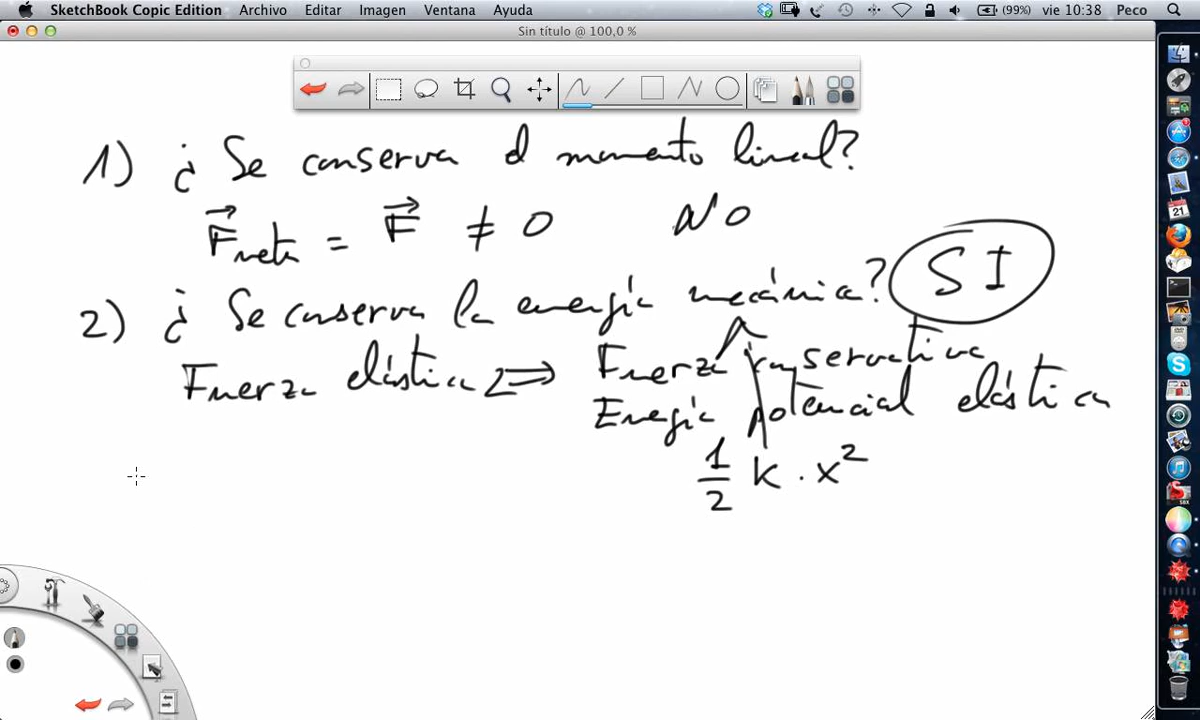 SketchBook Copic Edition Archivo Editar Imagen Ventana Ayuda (99%) vie 10:38 Peco
Sin título @ 100,0 %
1) ¿ Se conserva el momento lineal?
F neta = F ≠ 0 NO
2) ¿ Se conserva la energía mecánica? SI
Fuerza elástica ⇒ Fuerza conservativa
Energía potencial elástica
1/2 k · x²
21